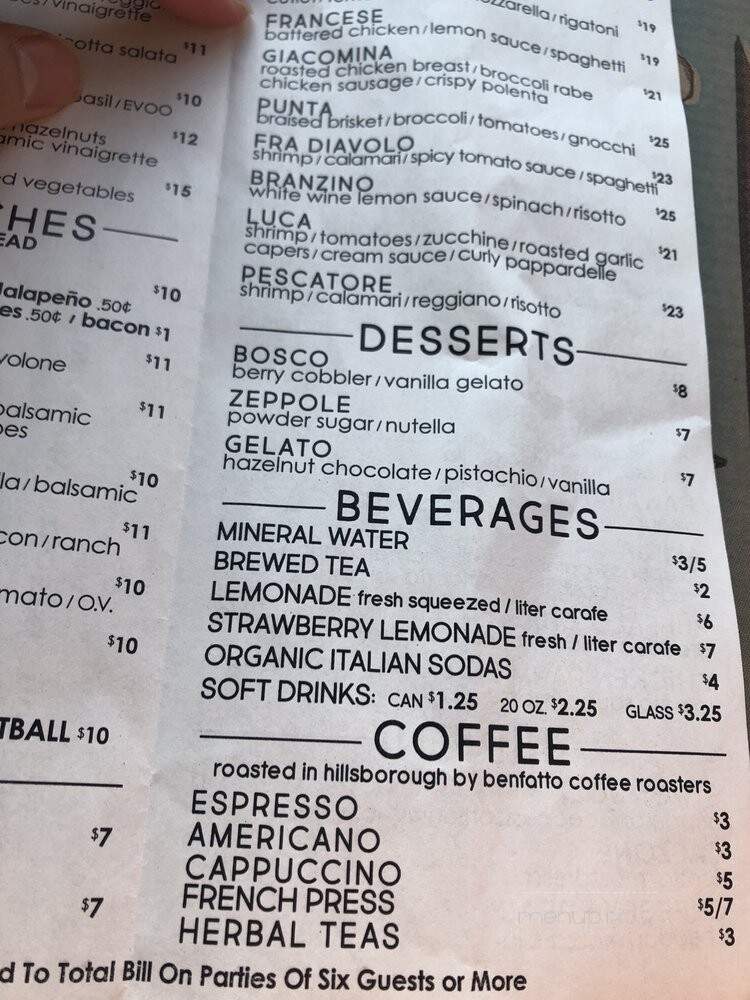 vinaigrette
cotta salata $11
basil/EVOO $10
hazelnuts $12
amic vinaigrette
d vegetables $15
HES
EAD
$10
Jalapeño .50¢
es .50¢ / bacon $1
volone $11
balsamic $11
oes
$10
la/balsamic
$11
con/ranch
$10
mato/O.V.
$10
TBALL $10
$7
$7
zzarella/rigatoni $19
FRANCESE
battered chicken/lemon sauce/spaghetti $19
GIACOMINA
roasted chicken breast/broccoli rabe $21
chicken sausage/crispy polenta
PUNTA
braised brisket/broccoli/tomatoes/gnocchi $25
FRA DIAVOLO
shrimp/calamari/spicy tomato sauce/spaghetti $23
BRANZINO
white wine lemon sauce/spinach/risotto $25
LUCA
shrimp/tomatoes/zucchine/roasted garlic $21
capers/cream sauce/curly pappardelle
PESCATORE
shrimp/calamari/reggiano/risotto $23
DESSERTS
BOSCO
berry cobbler/vanilla gelato $8
ZEPPOLE
powder sugar/nutella $7
GELATO
hazelnut chocolate/pistachio/vanilla $7
BEVERAGES
MINERAL WATER $3/5
BREWED TEA $2
LEMONADE fresh squeezed / liter carafe $6
STRAWBERRY LEMONADE fresh / liter carafe $7
ORGANIC ITALIAN SODAS $4
SOFT DRINKS: CAN $1.25 20 OZ. $2.25 GLASS $3.25
COFFEE
roasted in hillsborough by benfatto coffee roasters
ESPRESSO $3
AMERICANO $3
CAPPUCCINO $5
FRENCH PRESS $5/7
HERBAL TEAS $3
d To Total Bill On Parties Of Six Guests or More